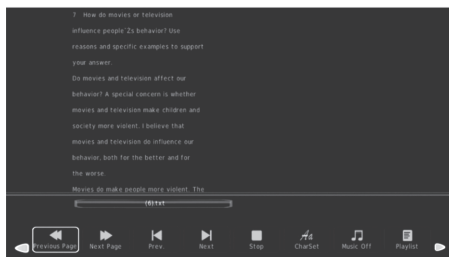 7 How do movies or television
influence people'Zs behavior? Use
reasons and specific examples to support
your answer.
Do movies and television affect our
behavior? A special concern is whether
movies and television make children and
society more violent. I believe that
movies and television do influence our
behavior, both for the better and for
the worse.
Movies do make people more violent. The
(6).txt
Previous Page Next Page Prev. Next Stop CharSet Music Off Playlist